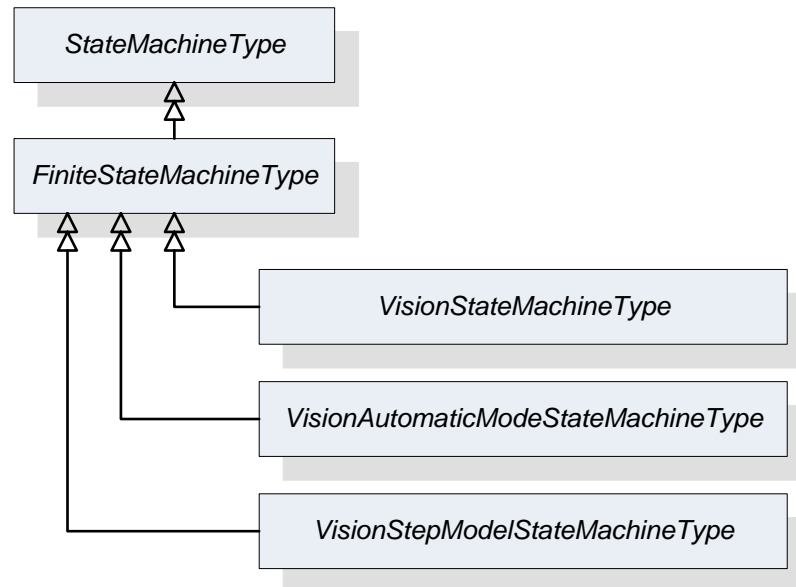 StateMachineType
FiniteStateMachineType
VisionStateMachineType
VisionAutomaticModeStateMachineType
VisionStepModelStateMachineType